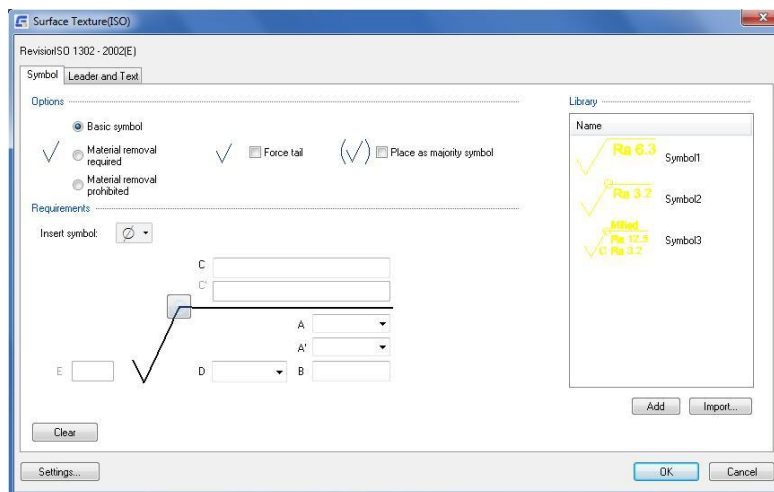 Surface Texture(ISO)
RevisionISO 1302 - 2002(E)
Symbol
Leader and Text
Options
Basic symbol
Material removal
required
Material removal
prohibited
Force tail
Place as majority symbol
Requirements
Insert symbol:
C
C'
A
A'
E
D
B
Clear
Settings...
Library
Name
Ra 6.3
Symbol1
Ra 3.2
Symbol2
Milled
Ra 12.5
C Ra 3.2
Symbol3
Add
Import...
OK
Cancel